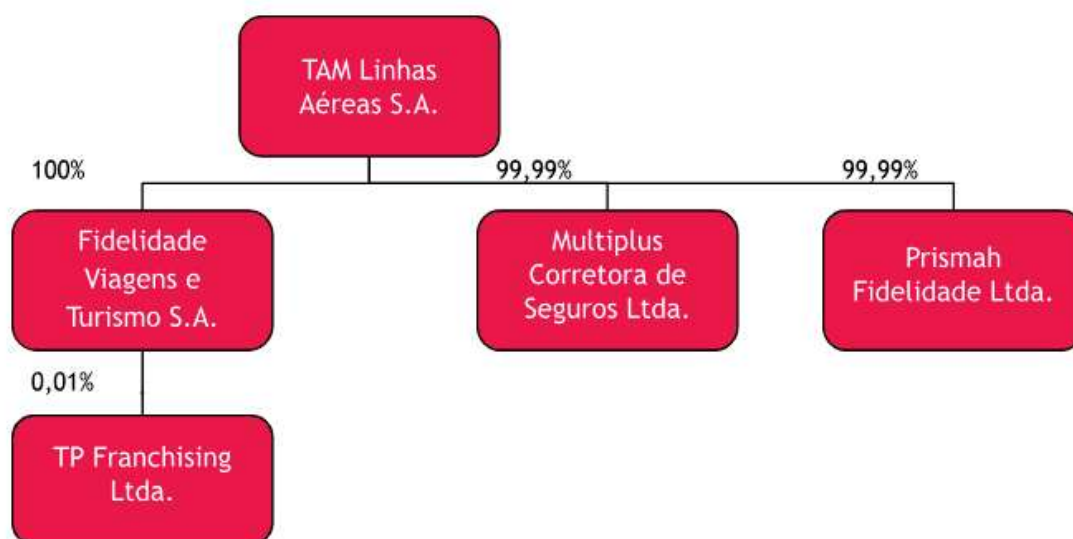 TAM Linhas
Aéreas S.A.
100%
99,99%
99,99%
Fidelidade
Viagens e
Turismo S.A.
Multiplus
Corretora de
Seguros Ltda.
Prismah
Fidelidade Ltda.
0,01%
TP Franchising
Ltda.